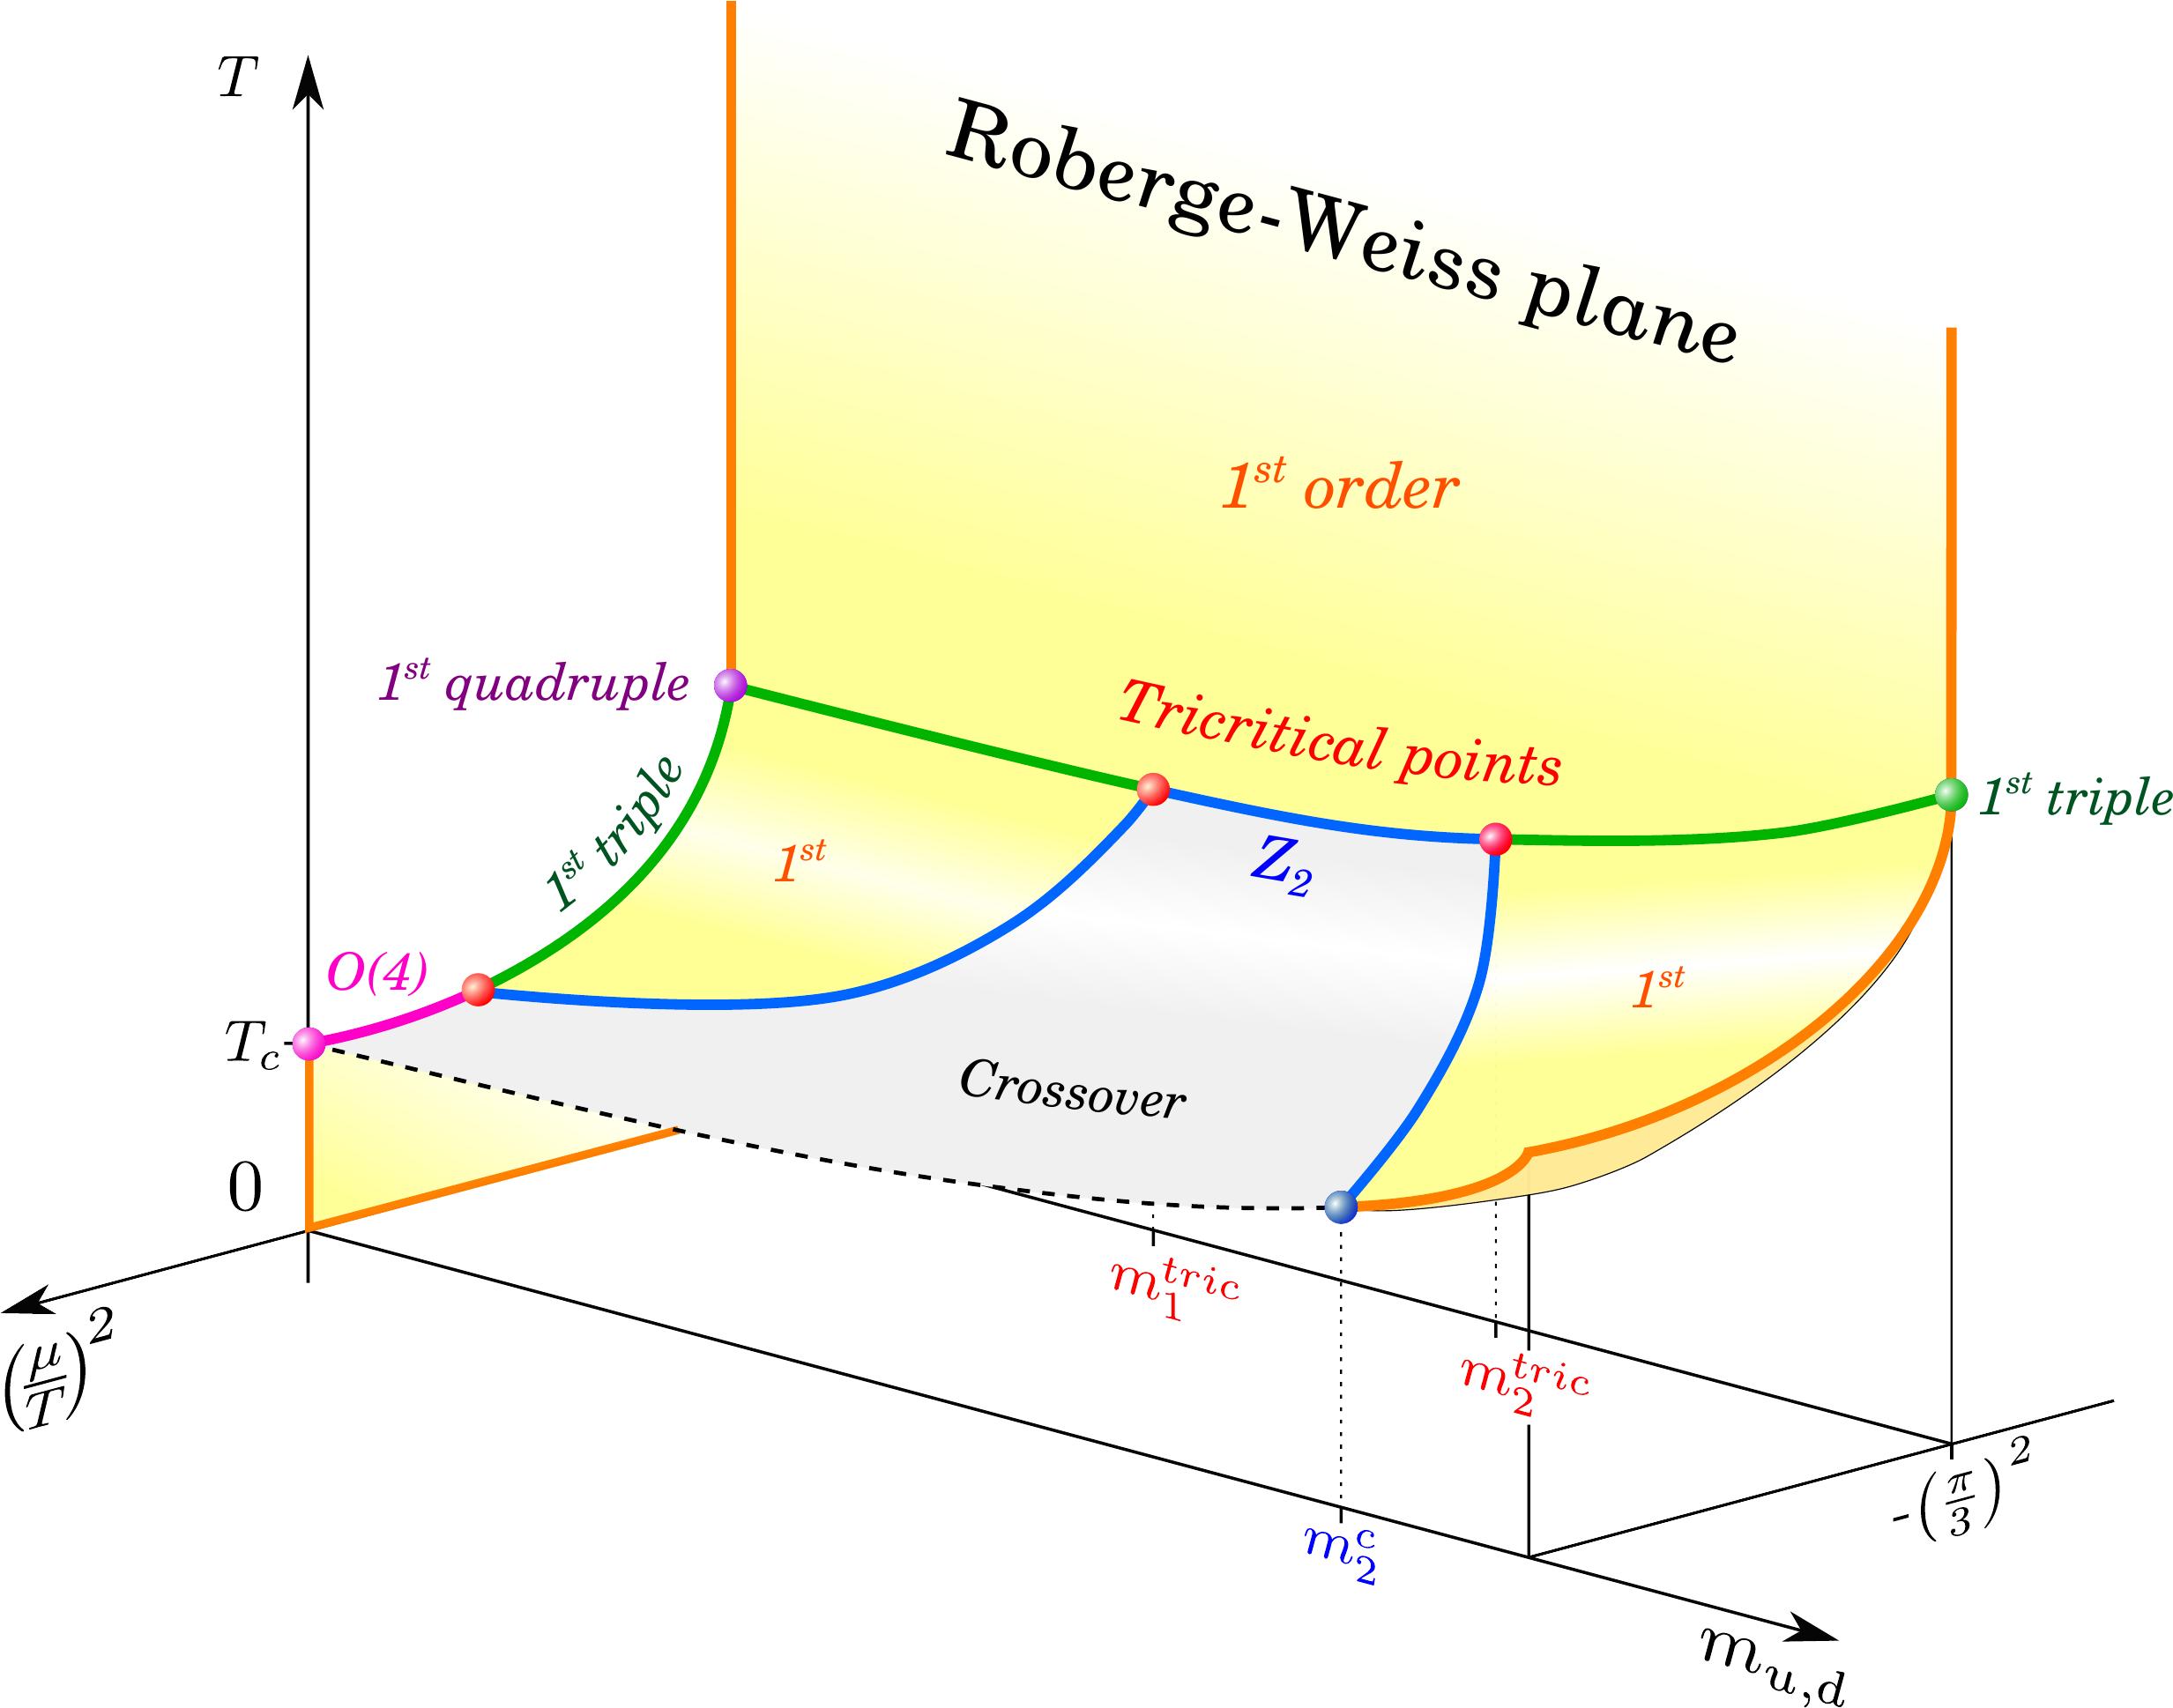 T
Roberge-Weiss plane
1st order
1st quadruple
Tricritical points
1st triple
1st triple
1st
Z2
O(4)
1st
Tc
Crossover
0
m1tric
m2tric
(μ/T)2
-(π/3)2
m2c
mu,d